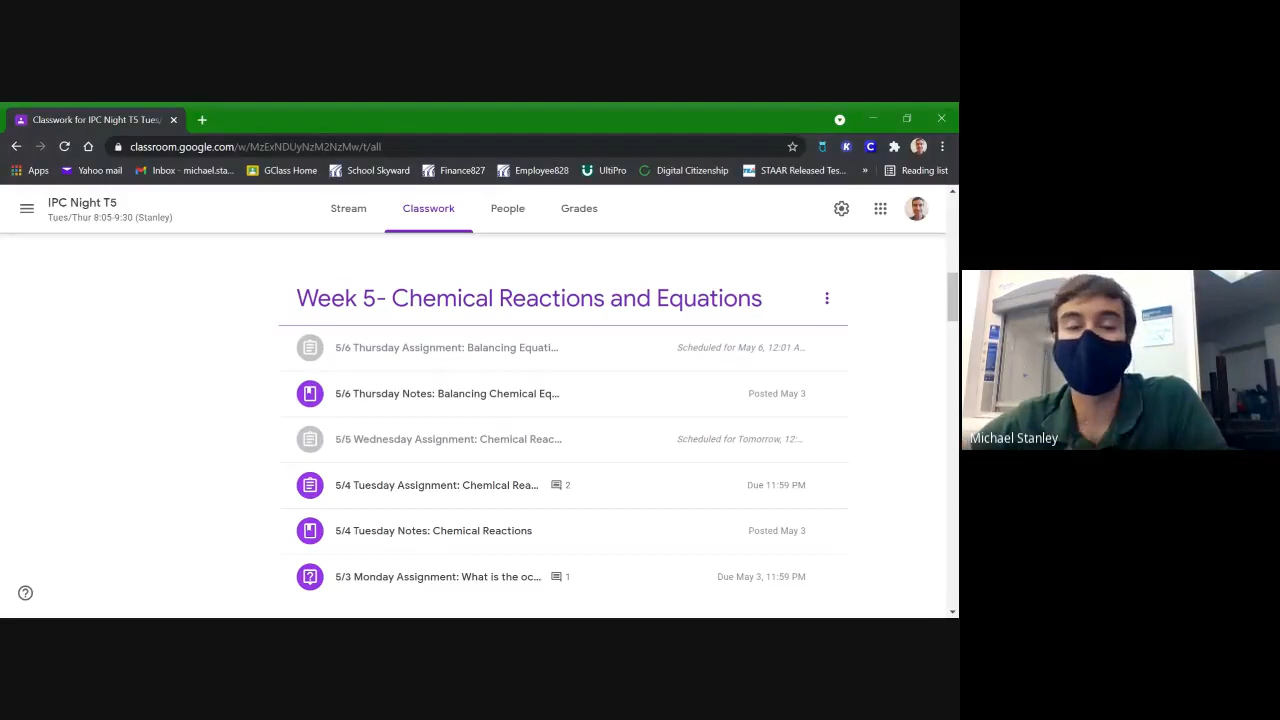 Classwork for IPC Night T5 Tues/
classroom.google.com/w/MzExNDUyNzM2NzMw/t/all
Apps
Yahoo mail
Inbox - michael.sta...
GClass Home
School Skyward
Finance827
Employee828
UltiPro
Digital Citizenship
STAAR Released Tes...
Reading list
IPC Night T5
Tues/Thur 8:05-9:30 (Stanley)
Stream
Classwork
People
Grades
Week 5- Chemical Reactions and Equations
5/6 Thursday Assignment: Balancing Equati... Scheduled for May 6, 12:01 A...
5/6 Thursday Notes: Balancing Chemical Eq... Posted May 3
5/5 Wednesday Assignment: Chemical Reac... Scheduled for Tomorrow, 12:...
5/4 Tuesday Assignment: Chemical Rea... 2 Due 11:59 PM
5/4 Tuesday Notes: Chemical Reactions Posted May 3
5/3 Monday Assignment: What is the oc... 1 Due May 3, 11:59 PM
Michael Stanley